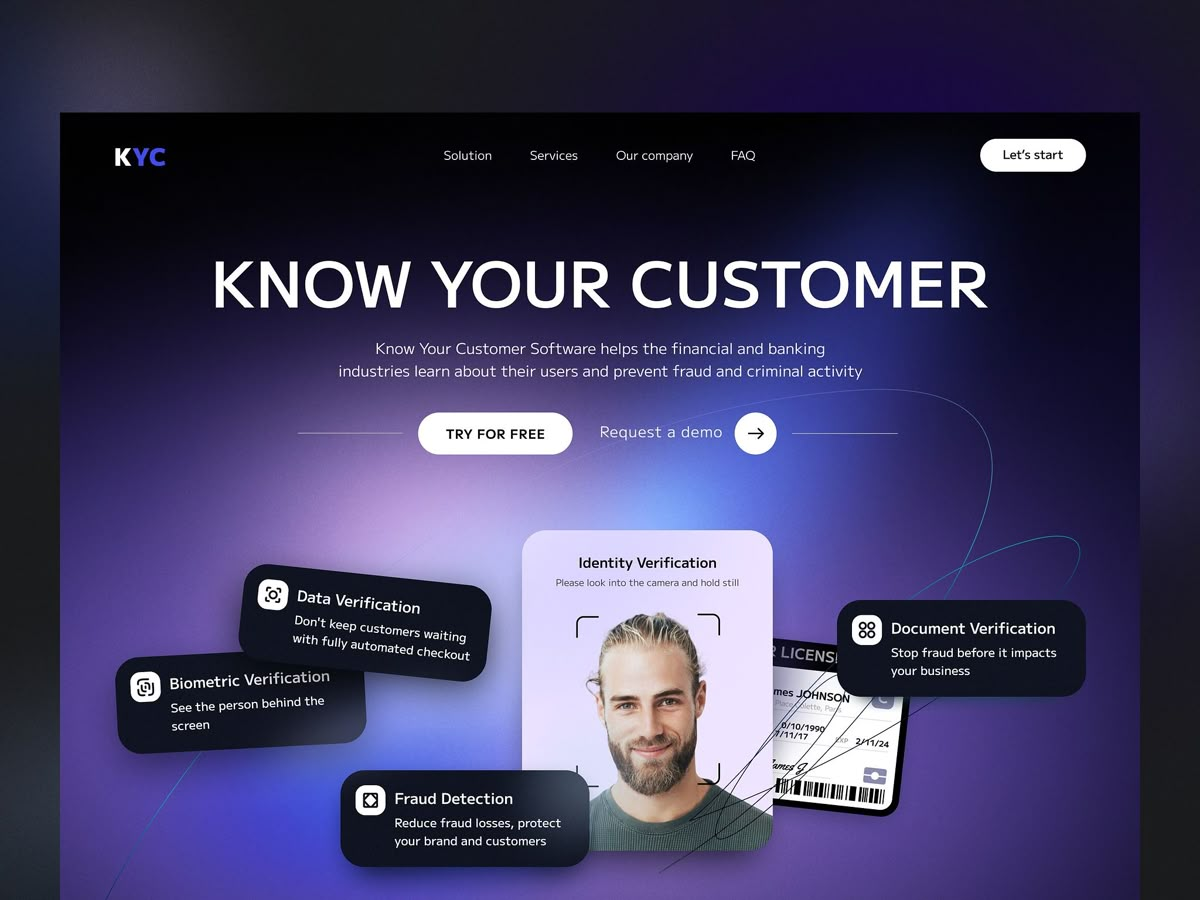 KYC
Solution
Services
Our company
FAQ
Let's start
KNOW YOUR CUSTOMER
Know Your Customer Software helps the financial and banking
industries learn about their users and prevent fraud and criminal activity
TRY FOR FREE
Request a demo
Identity Verification
Please look into the camera and hold still
Data Verification
Don't keep customers waiting
with fully automated checkout
Biometric Verification
See the person behind the
screen
Fraud Detection
Reduce fraud losses, protect
your brand and customers
Document Verification
Stop fraud before it impacts
your business
JOHNSON
Place
0/10/1990
7/11/17
EXP 2/11/24
James J